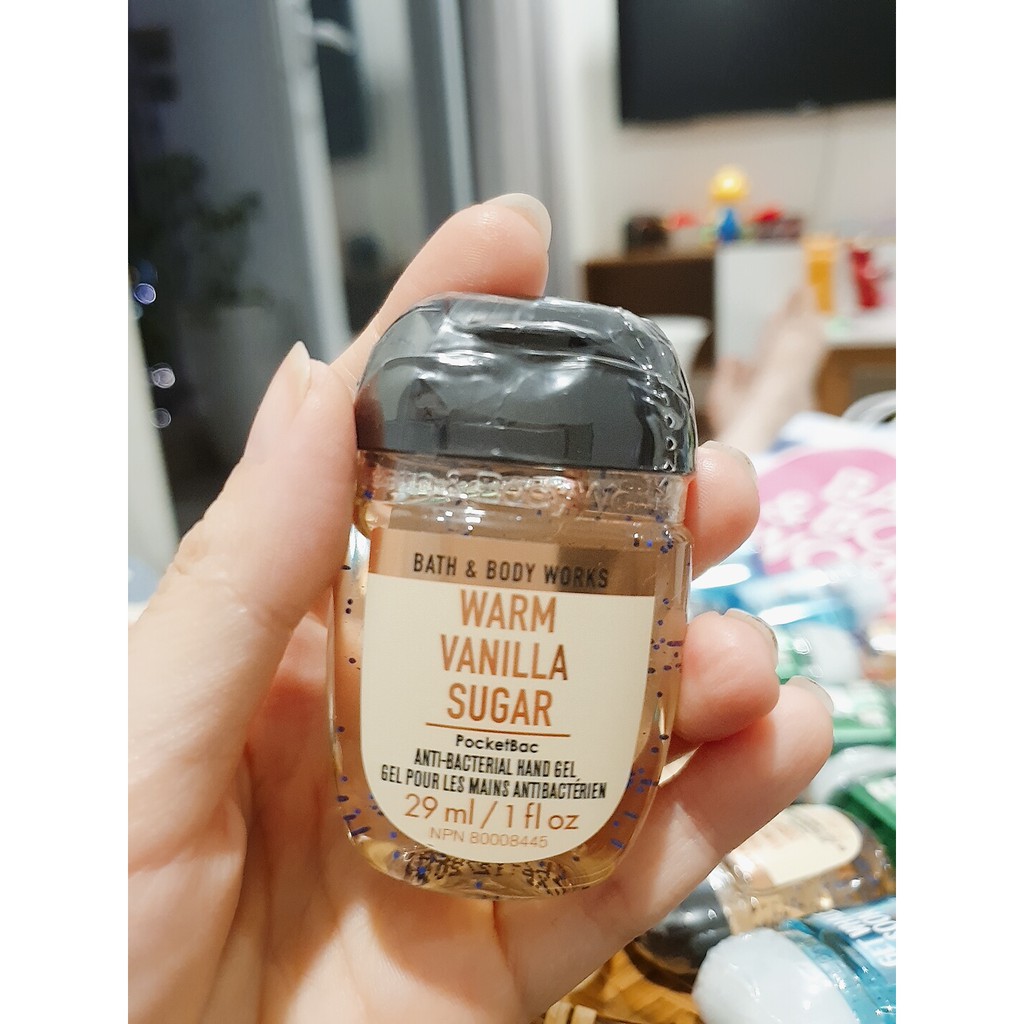 BATH & BODY WORKS
WARM
VANILLA
SUGAR
PocketBac
ANTI-BACTERIAL HAND GEL
GEL POUR LES MAINS ANTIBACTÉRIEN
29 ml / 1 fl oz
NPN 80008445